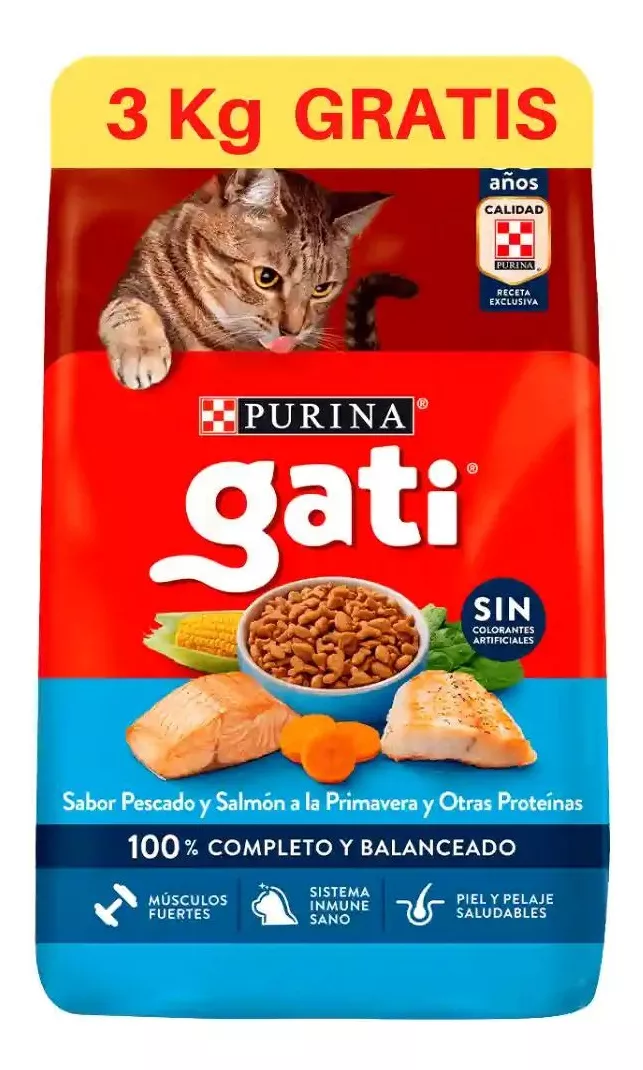 3 Kg GRATIS
años
CALIDAD
PURINA
RECETA
EXCLUSIVA
PURINA®
gati®
SIN
COLORANTES
ARTIFICIALES
Sabor Pescado y Salmón a la Primavera y Otras Proteínas
100% COMPLETO Y BALANCEADO
MÚSCULOS
FUERTES
SISTEMA
INMUNE
SANO
PIEL Y PELAJE
SALUDABLES